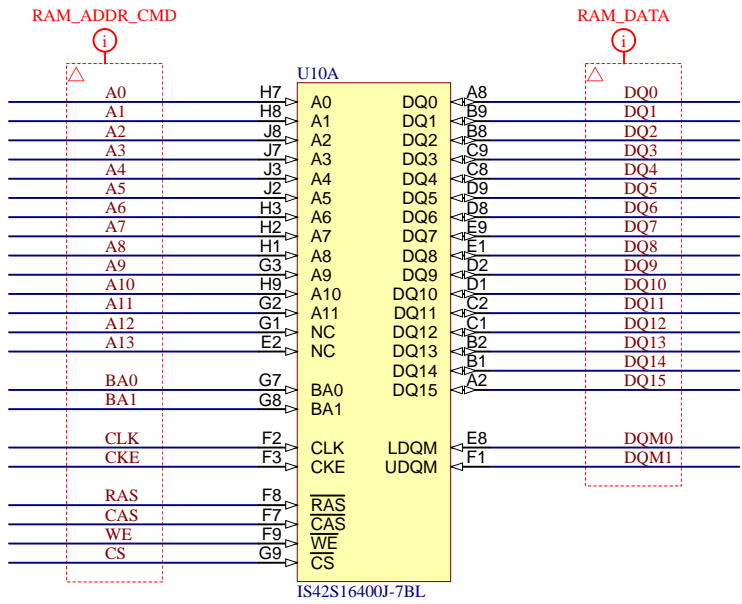 RAM_ADDR_CMD RAM_DATA
i i
U10A
A0 H7 A0 DQ0 A8 DQ0
A1 H8 A1 DQ1 B9 DQ1
A2 J8 A2 DQ2 B8 DQ2
A3 J7 A3 DQ3 C9 DQ3
A4 J3 A4 DQ4 C8 DQ4
A5 J2 A5 DQ5 D9 DQ5
A6 H3 A6 DQ6 D8 DQ6
A7 H2 A7 DQ7 E9 DQ7
A8 H1 A8 DQ8 E1 DQ8
A9 G3 A9 DQ9 D2 DQ9
A10 H9 A10 DQ10 D1 DQ10
A11 G2 A11 DQ11 C2 DQ11
A12 G1 NC DQ12 C1 DQ12
A13 E2 NC DQ13 B2 DQ13
DQ14 B1 DQ14
BA0 G7 BA0 DQ15 A2 DQ15
BA1 G8 BA1
CLK F2 CLK LDQM E8 DQM0
CKE F3 CKE UDQM F1 DQM1
RAS F8 RAS
CAS F7 CAS
WE F9 WE
CS G9 CS
IS42S16400J-7BL